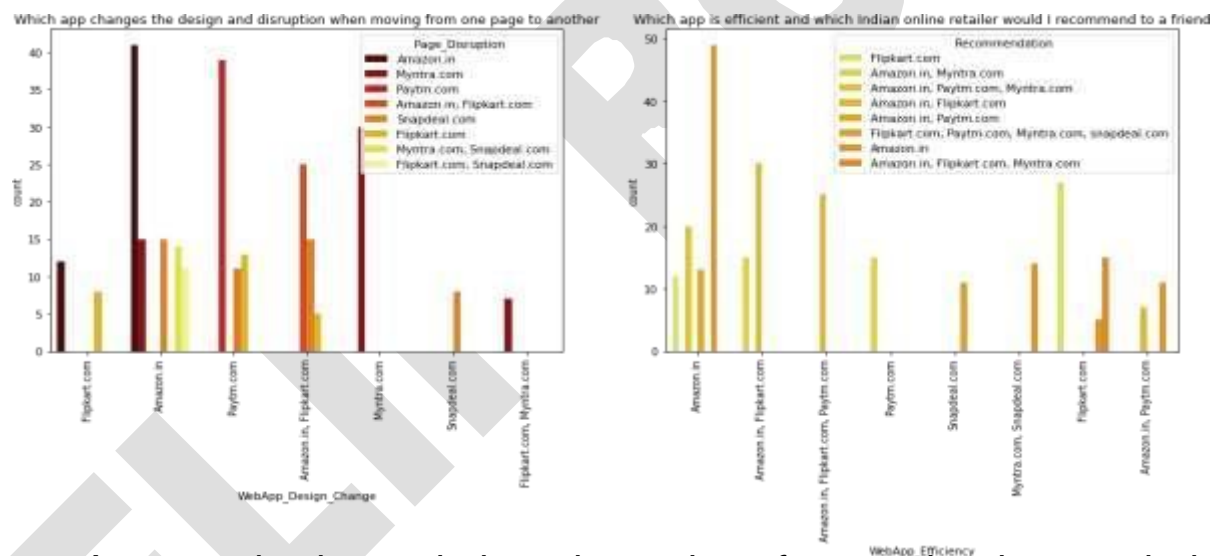 Which app changes the design and disruption when moving from one page to another
Page_Disruption
Amazon.in
Myntra.com
Paytm.com
Amazon.in, Flipkart.com
Snapdeal.com
Flipkart.com
Myntra.com, Snapdeal.com
Flipkart.com, Snapdeal.com
count
40
35
30
25
20
15
10
5
0
Flipkart.com
Amazon.in
Paytm.com
Amazon.in, Flipkart.com
Myntra.com
Snapdeal.com
Flipkart.com, Myntra.com
WebApp_Design_Change
Which app is efficient and which Indian online retailer would I recommend to a friend
Recommendation
Flipkart.com
Amazon.in, Myntra.com
Amazon.in, Paytm.com, Myntra.com
Amazon.in, Flipkart.com
Amazon.in, Paytm.com
Flipkart.com, Paytm.com, Myntra.com, snapdeal.com
Amazon.in
Amazon.in, Flipkart.com, Myntra.com
count
50
40
30
20
10
0
Amazon.in
Amazon.in, Flipkart.com
Amazon.in, Flipkart.com, Paytm.com
Paytm.com
Snapdeal.com
Myntra.com, Snapdeal.com
Flipkart.com
Amazon.in, Paytm.com
WebApp_Efficiency